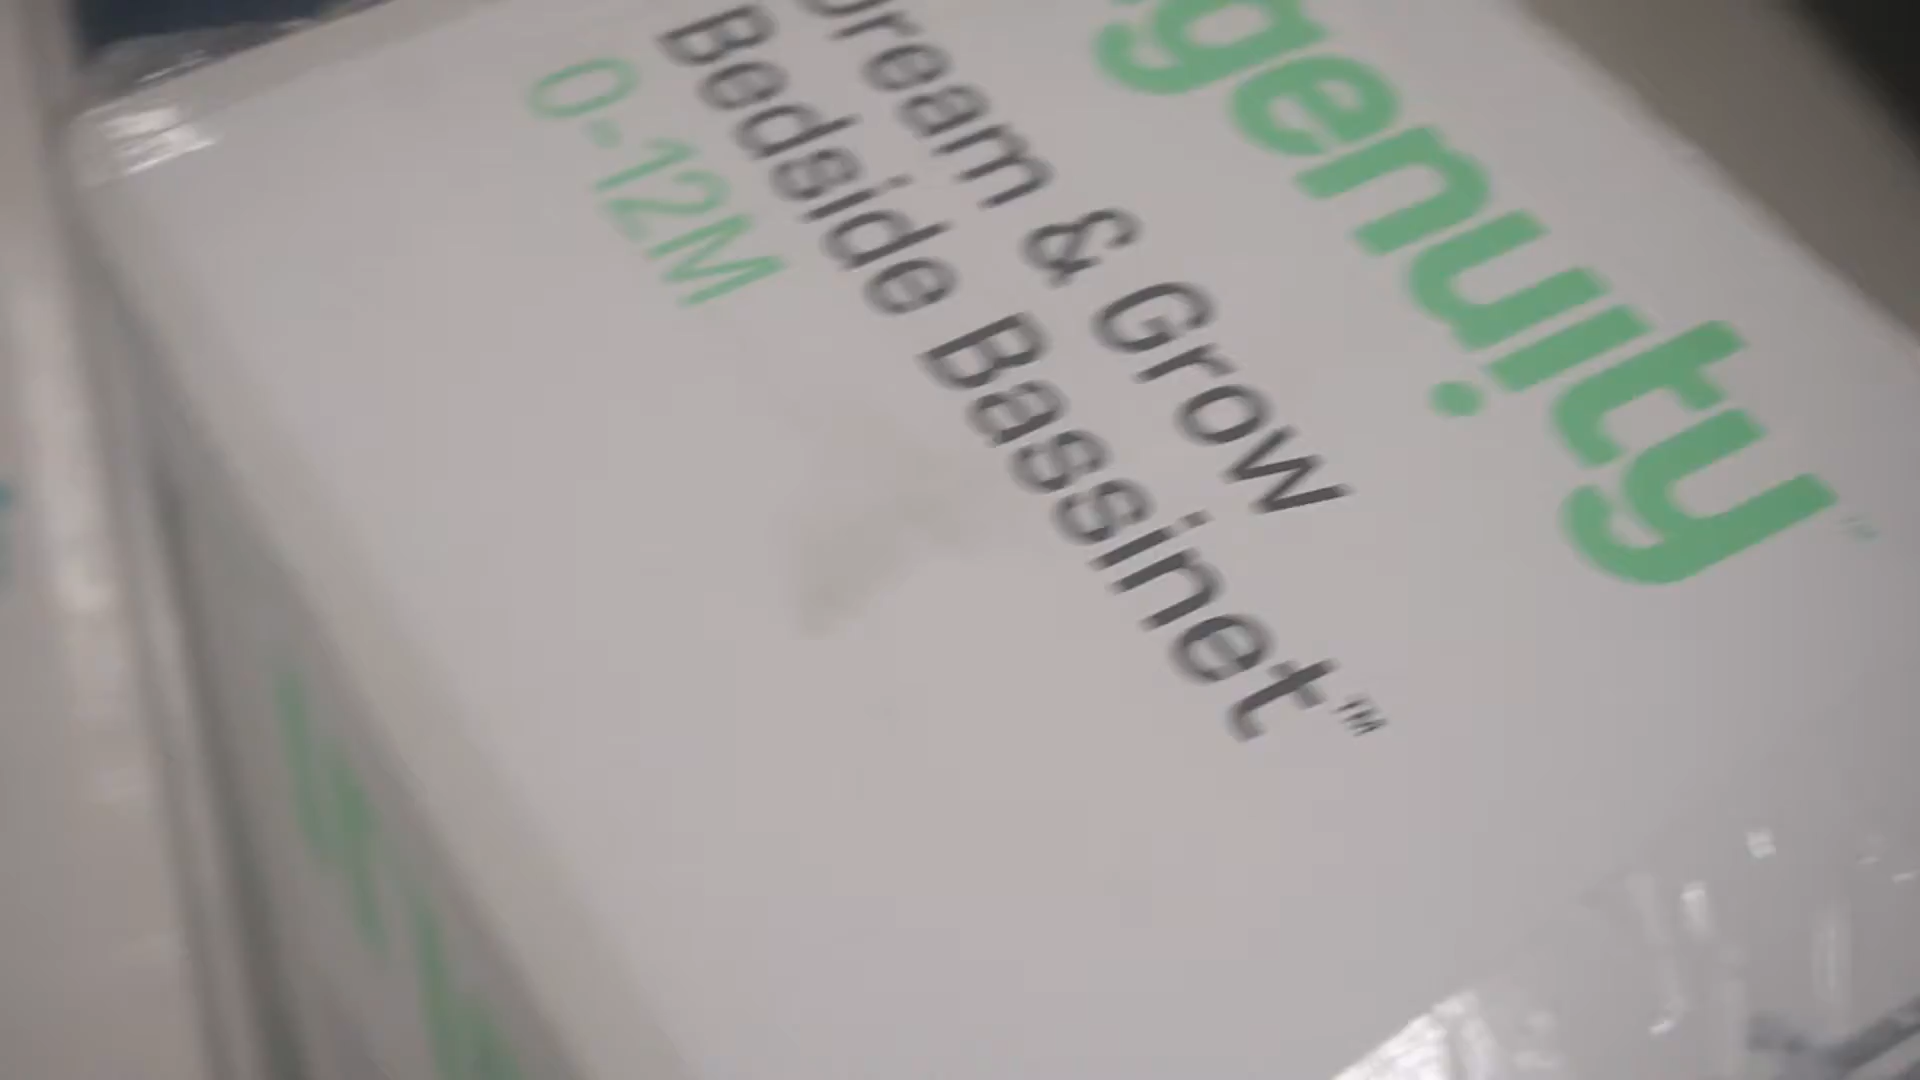 genuity™
Dream & Grow
Bedside Bassinet™
0-12M